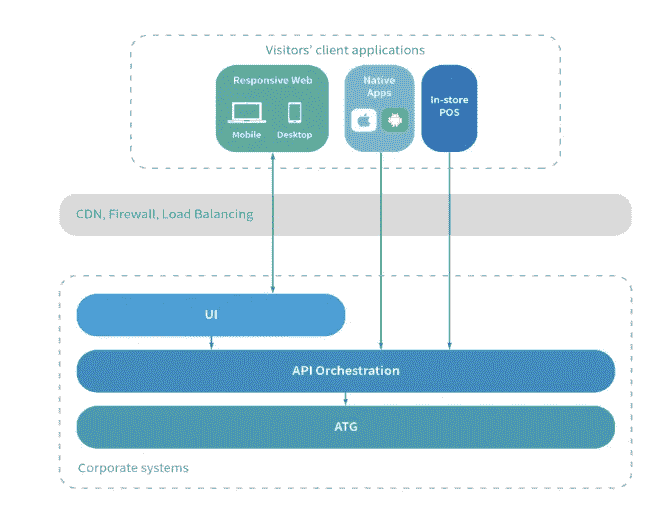 Visitors' client applications
Responsive Web
Mobile
Desktop
Native
Apps
In-store
POS
CDN, Firewall, Load Balancing
UI
API Orchestration
ATG
Corporate systems